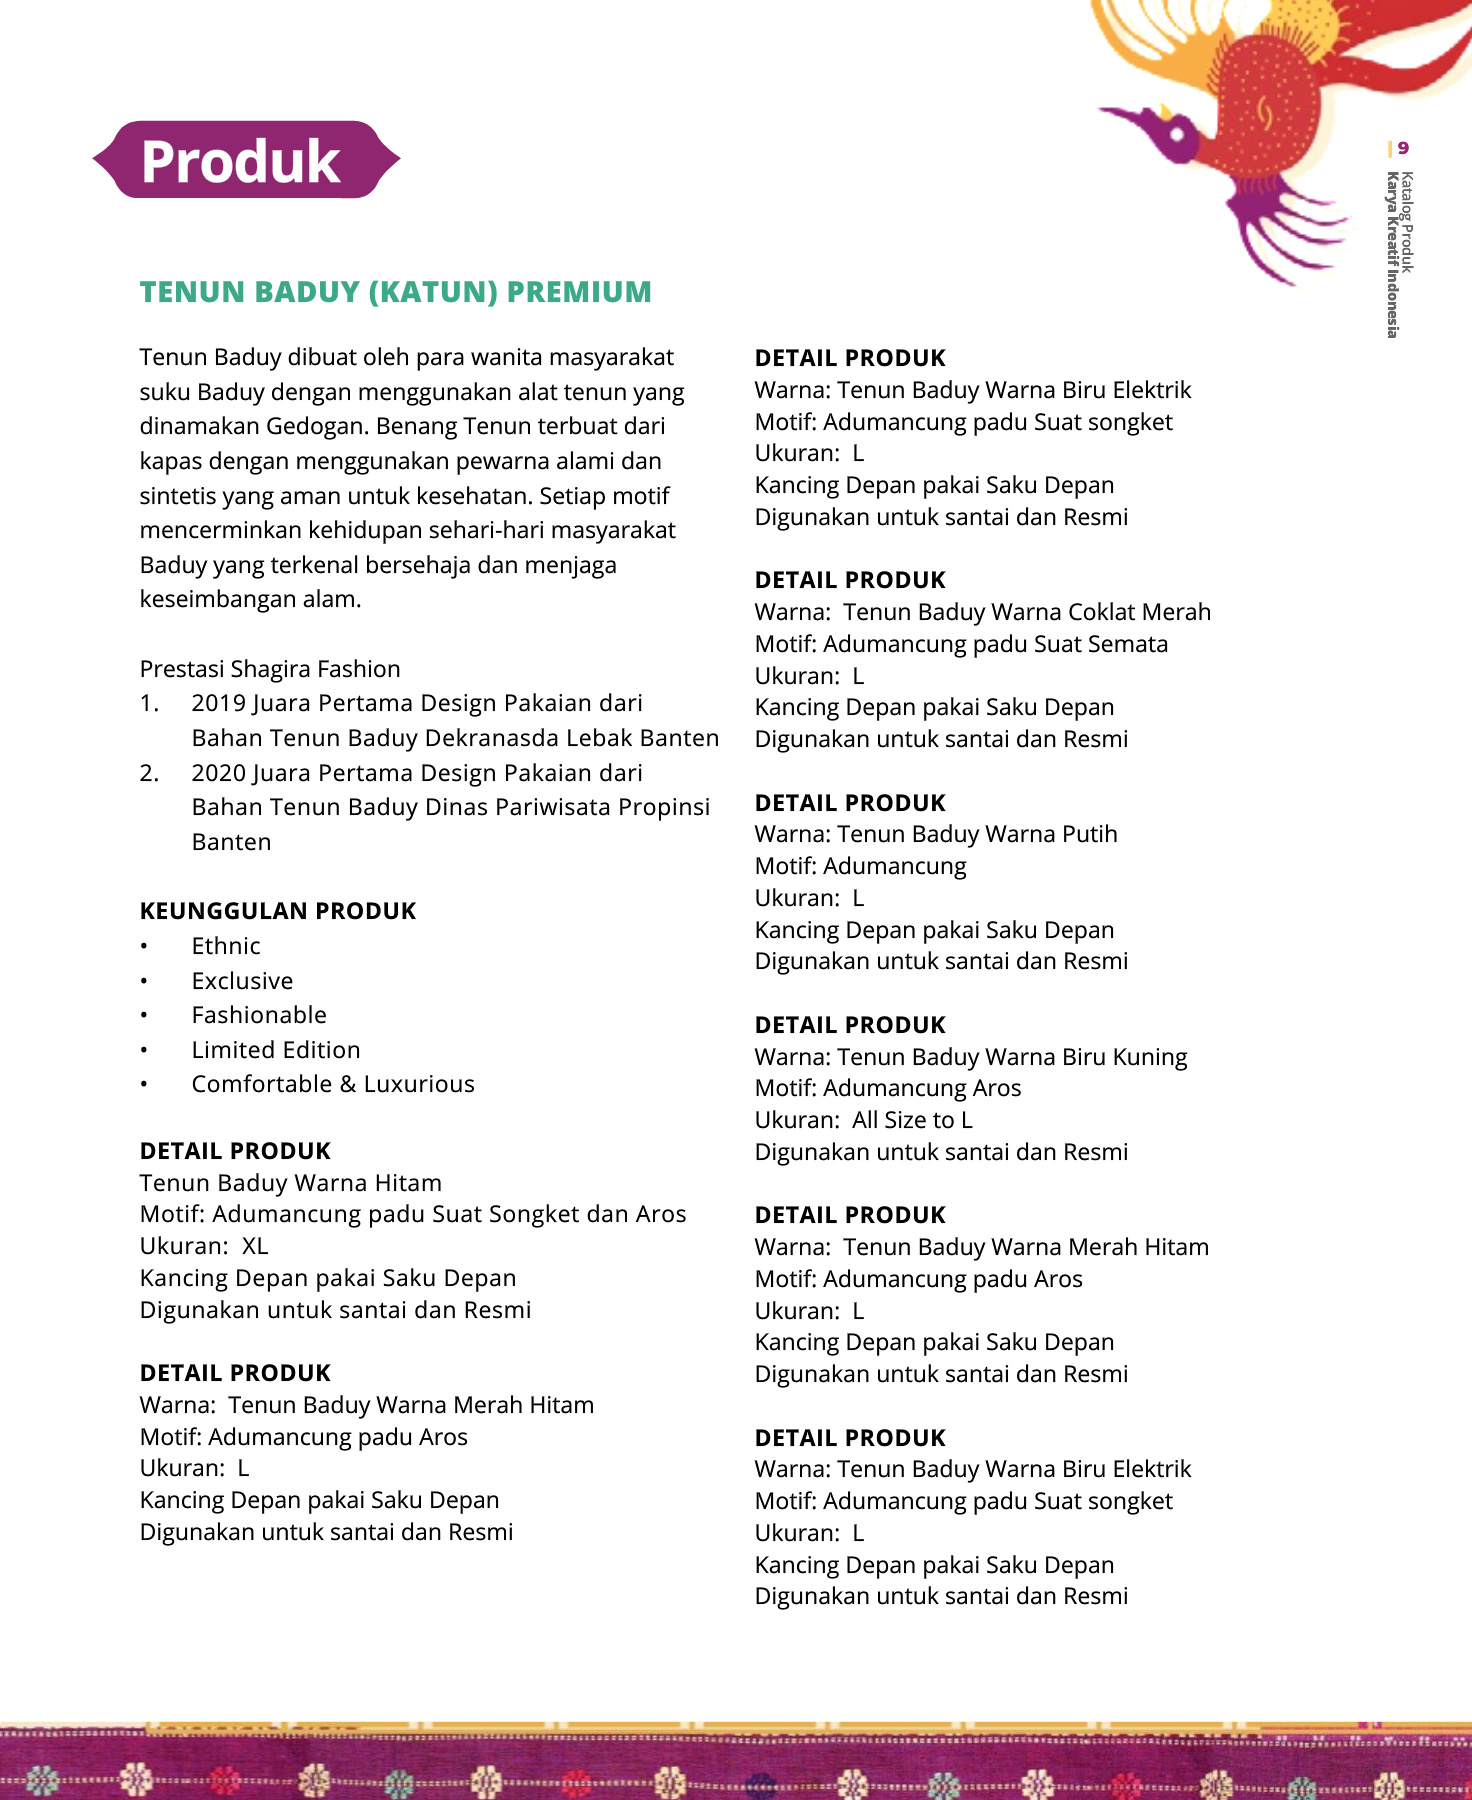 Produk
9
Katalog Produk
Karya Kreatif Indonesia
TENUN BADUY (KATUN) PREMIUM
Tenun Baduy dibuat oleh para wanita masyarakat
suku Baduy dengan menggunakan alat tenun yang
dinamakan Gedogan. Benang Tenun terbuat dari
kapas dengan menggunakan pewarna alami dan
sintetis yang aman untuk kesehatan. Setiap motif
mencerminkan kehidupan sehari-hari masyarakat
Baduy yang terkenal bersehaja dan menjaga
keseimbangan alam.
Prestasi Shagira Fashion
1. 2019 Juara Pertama Design Pakaian dari
Bahan Tenun Baduy Dekranasda Lebak Banten
2. 2020 Juara Pertama Design Pakaian dari
Bahan Tenun Baduy Dinas Pariwisata Propinsi
Banten
KEUNGGULAN PRODUK
• Ethnic
• Exclusive
• Fashionable
• Limited Edition
• Comfortable & Luxurious
DETAIL PRODUK
Tenun Baduy Warna Hitam
Motif: Adumancung padu Suat Songket dan Aros
Ukuran:  XL
Kancing Depan pakai Saku Depan
Digunakan untuk santai dan Resmi
DETAIL PRODUK
Warna:  Tenun Baduy Warna Merah Hitam
Motif: Adumancung padu Aros
Ukuran:  L
Kancing Depan pakai Saku Depan
Digunakan untuk santai dan Resmi
DETAIL PRODUK
Warna: Tenun Baduy Warna Biru Elektrik
Motif: Adumancung padu Suat songket
Ukuran:  L
Kancing Depan pakai Saku Depan
Digunakan untuk santai dan Resmi
DETAIL PRODUK
Warna:  Tenun Baduy Warna Coklat Merah
Motif: Adumancung padu Suat Semata
Ukuran:  L
Kancing Depan pakai Saku Depan
Digunakan untuk santai dan Resmi
DETAIL PRODUK
Warna: Tenun Baduy Warna Putih
Motif: Adumancung
Ukuran:  L
Kancing Depan pakai Saku Depan
Digunakan untuk santai dan Resmi
DETAIL PRODUK
Warna: Tenun Baduy Warna Biru Kuning
Motif: Adumancung Aros
Ukuran:  All Size to L
Digunakan untuk santai dan Resmi
DETAIL PRODUK
Warna:  Tenun Baduy Warna Merah Hitam
Motif: Adumancung padu Aros
Ukuran:  L
Kancing Depan pakai Saku Depan
Digunakan untuk santai dan Resmi
DETAIL PRODUK
Warna: Tenun Baduy Warna Biru Elektrik
Motif: Adumancung padu Suat songket
Ukuran:  L
Kancing Depan pakai Saku Depan
Digunakan untuk santai dan Resmi